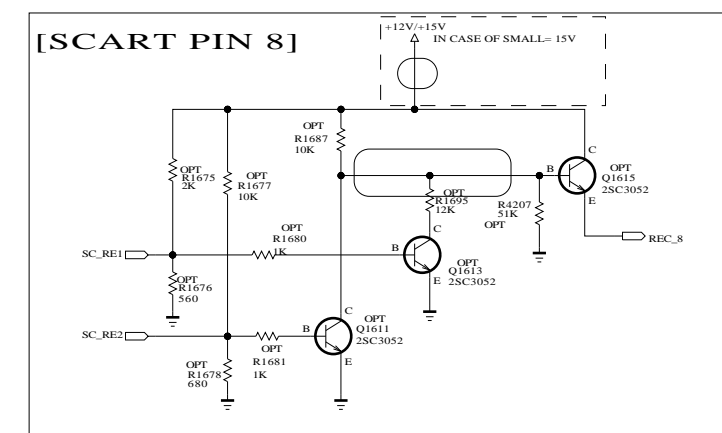 [SCART PIN 8]
+12V/+15V
IN CASE OF SMALL= 15V
OPT
R1687
10K
OPT
R1675
2K
OPT
R1677
10K
C
B
OPT
Q1615
2SC3052
E
OPT
R1695
12K
R4207
51K
OPT
REC_8
OPT
R1680
1K
SC_RE1
C
B
OPT
Q1613
2SC3052
E
OPT
R1676
560
C
B
OPT
Q1611
2SC3052
E
SC_RE2
OPT
R1681
1K
OPT
R1678
680